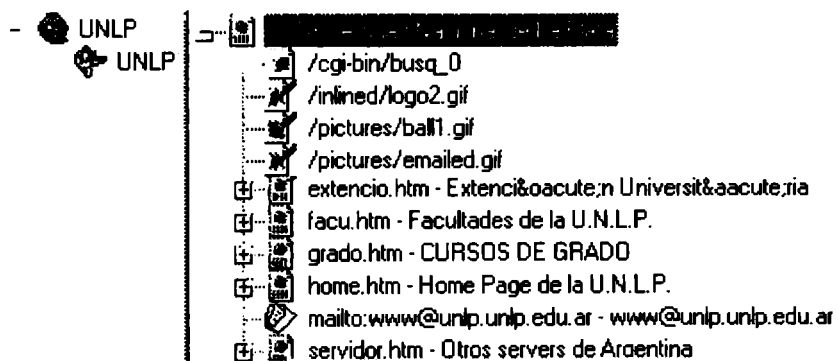 UNLP
UNLP
/cgi-bin/busq_0
/inlined/logo2.gif
/pictures/ball1.gif
/pictures/emailed.gif
extencio.htm - Extenci&oacute;n Universit&aacute;ria
facu.htm - Facultades de la U.N.L.P.
grado.htm - CURSOS DE GRADO
home.htm - Home Page de la U.N.L.P.
mailto:www@unlp.unlp.edu.ar - www@unlp.unlp.edu.ar
servidor.htm - Otros servers de Argentina